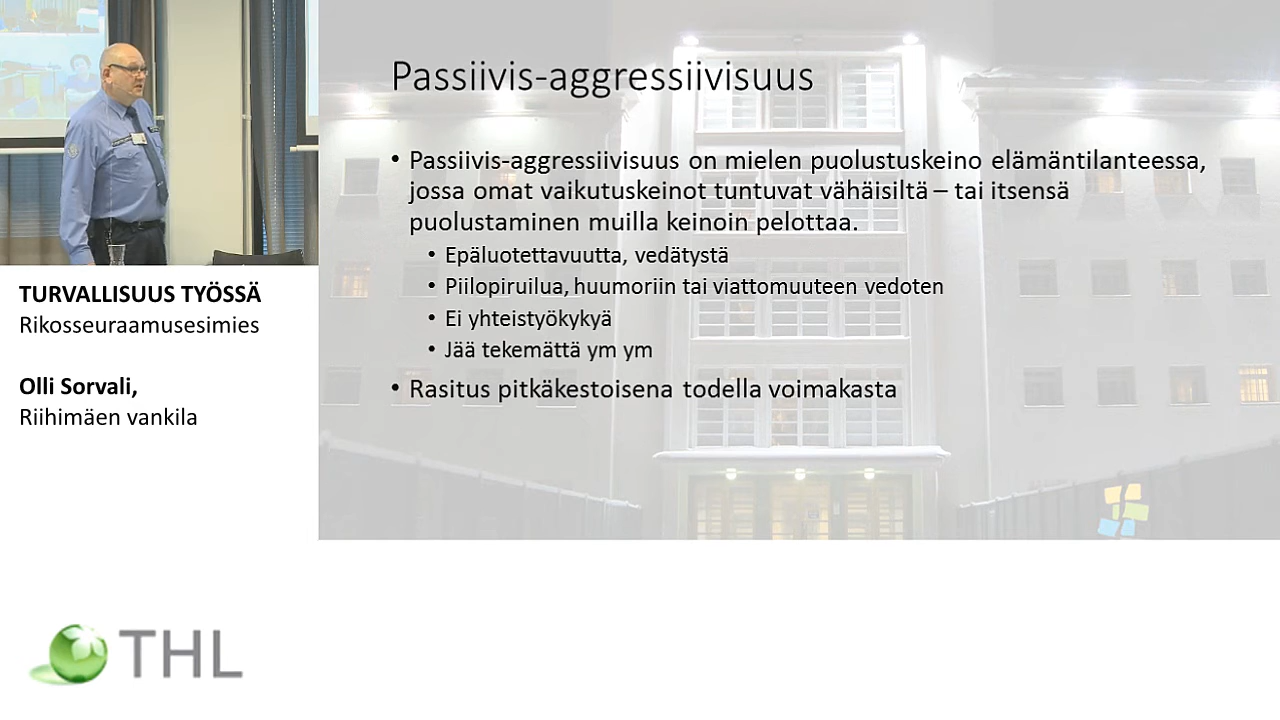 Passiivis-aggressiivisuus
• Passiivis-aggressiivisuus on mielen puolustuskeino elämäntilanteessa,
jossa omat vaikutuskeinot tuntuvat vähäisiltä – tai itsensä
puolustaminen muilla keinoin pelottaa.
• Epäluotettavuutta, vedätystä
• Piilopiruilua, huumoriin tai viattomuuteen vedoten
• Ei yhteistyökykyä
• Jää tekemättä ym ym
• Rasitus pitkäkestoisena todella voimakasta
TURVALLISUUS TYÖSSÄ
Rikosseuraamusesimies
Olli Sorvali,
Riihimäen vankila
THL